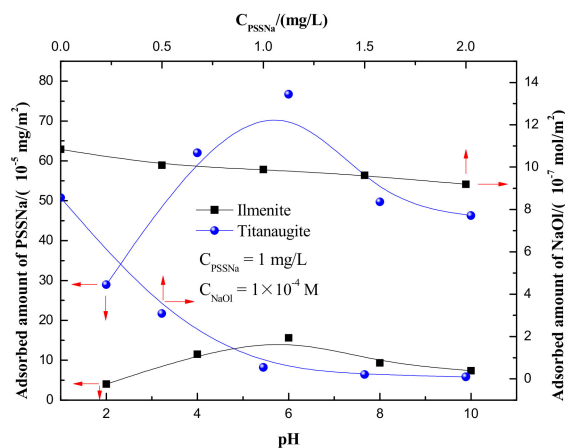 C_PSSNa/(mg/L)
0.0 0.5 1.0 1.5 2.0
Adsorbed amount of PSSNa/( 10^-5 mg/m^2)
80
70
60
50
40
30
20
10
0
14
12
10
8
6
4
2
0
Adsorbed amount of NaOl/( 10^-7 mol/m^2)
Ilmenite
Titanaugite
C_PSSNa = 1 mg/L
C_NaOl = 1×10^-4 M
2 4 6 8 10
pH